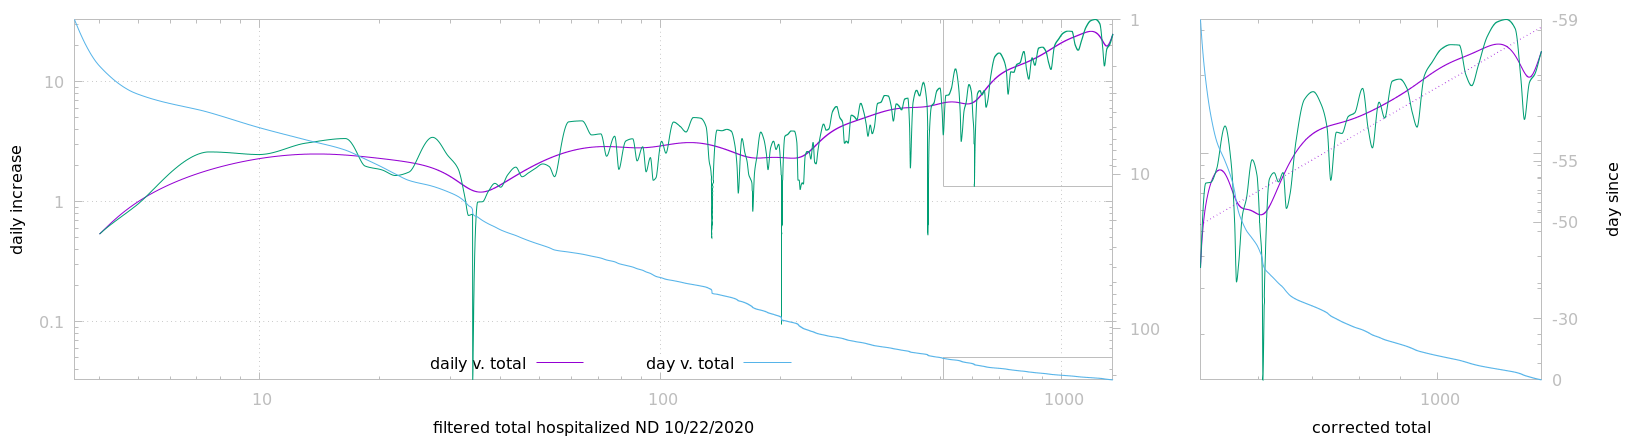 daily increase
10
1
0.1
daily v. total
day v. total
10
100
1000
filtered total hospitalized ND 10/22/2020
1
10
100
1000
corrected total
-59
-55
-50
-30
0
day since